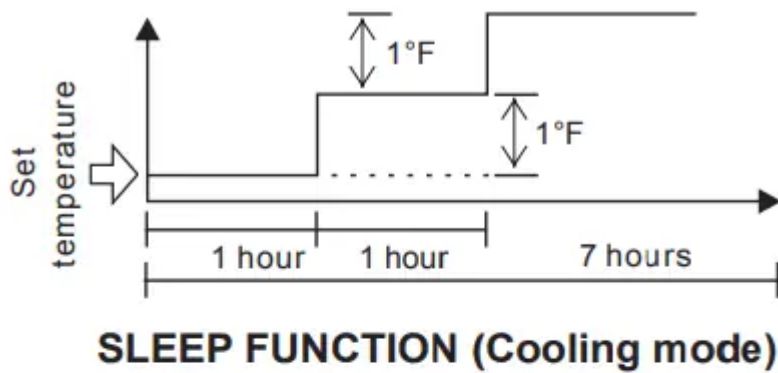 1°F
1°F
Set
temperature
1 hour
1 hour
7 hours
SLEEP FUNCTION (Cooling mode)